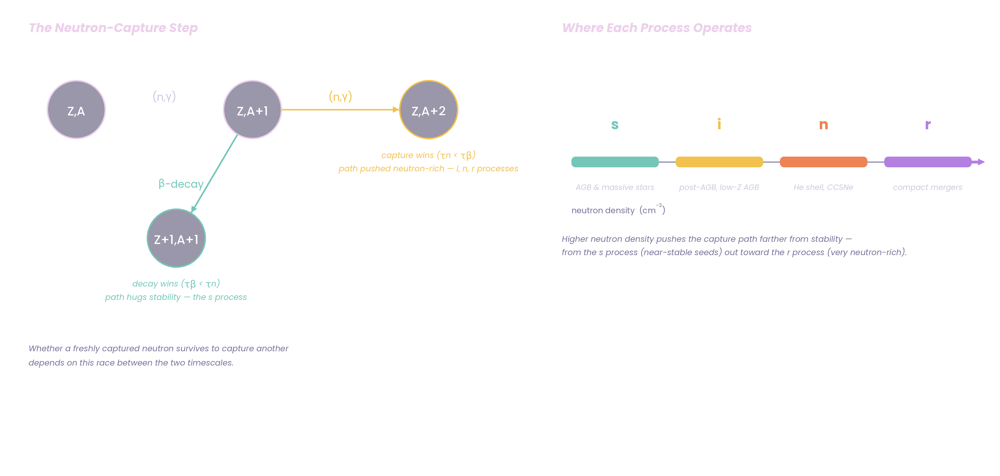 The Neutron-Capture Step
Z,A
(n,γ)
Z,A+1
(n,γ)
Z,A+2
capture wins (τn < τβ)
path pushed neutron-rich — i, n, r processes
β-decay
Z+1,A+1
decay wins (τβ < τn)
path hugs stability — the s process
Whether a freshly captured neutron survives to capture another
depends on this race between the two timescales.
Where Each Process Operates
s
i
n
r
AGB & massive stars
post-AGB, low-Z AGB
He shell, CCSNe
compact mergers
neutron density (cm⁻³)
Higher neutron density pushes the capture path farther from stability —
from the s process (near-stable seeds) out toward the r process (very neutron-rich).